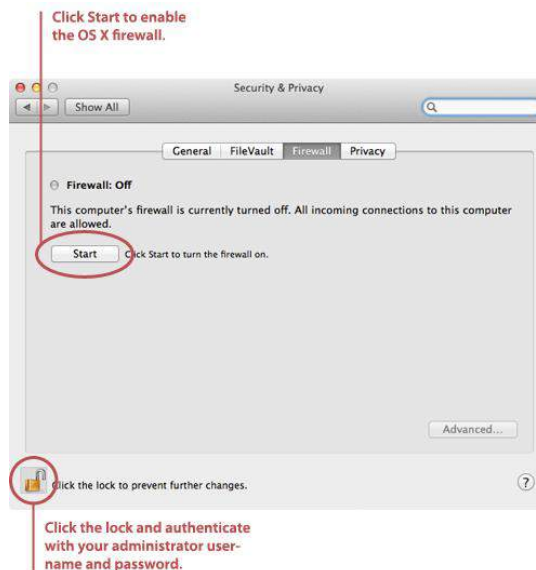 Click Start to enable
the OS X firewall.
Security & Privacy
Show All
General FileVault Firewall Privacy
Firewall: Off
This computer's firewall is currently turned off. All incoming connections to this computer
are allowed.
Start Click Start to turn the firewall on.
Advanced...
Click the lock to prevent further changes.
?
Click the lock and authenticate
with your administrator user-
name and password.